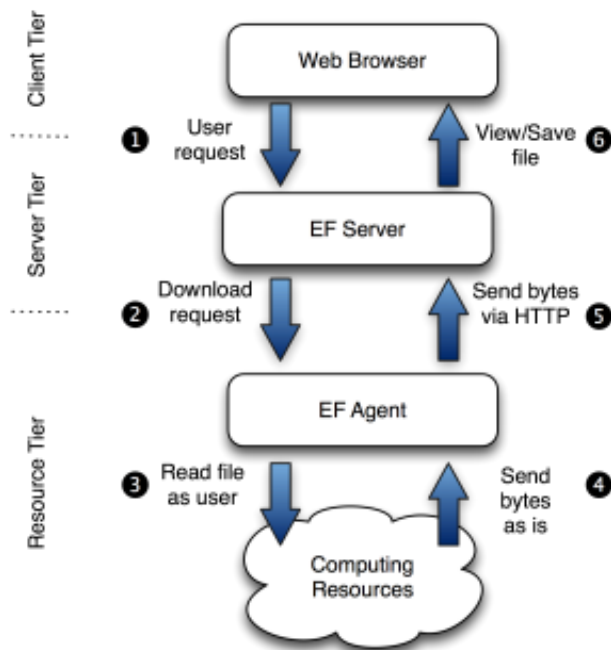 Client Tier
Web Browser
1
User
request
View/Save
file
6
Server Tier
EF Server
2
Download
request
Send bytes
via HTTP
5
Resource Tier
EF Agent
3
Read file
as user
Send
bytes
as is
4
Computing
Resources